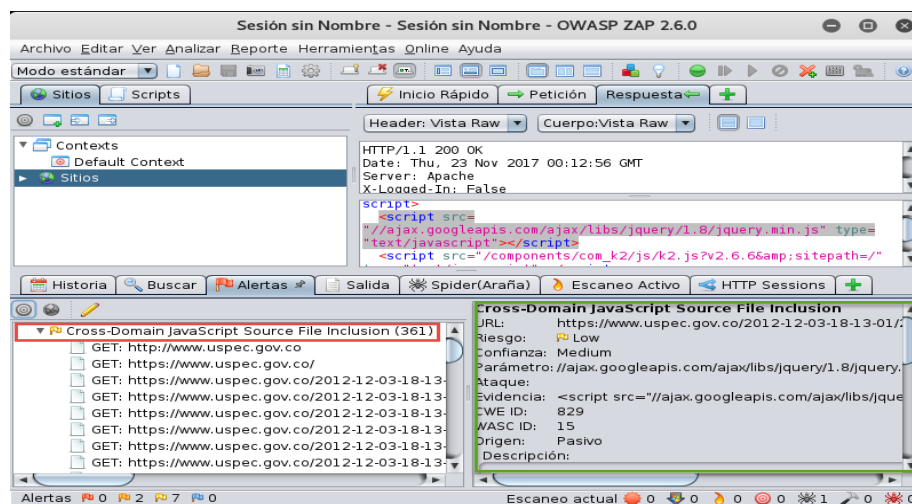 Sesión sin Nombre - Sesión sin Nombre - OWASP ZAP 2.6.0
Archivo Editar Ver Analizar Reporte Herramientas Online Ayuda
Modo estándar
Sitios Scripts
Inicio Rápido Petición Respuesta
Header: Vista Raw Cuerpo:Vista Raw
Contexts
Default Context
Sitios
HTTP/1.1 200 OK
Date: Thu, 23 Nov 2017 00:12:56 GMT
Server: Apache
X-Logged-In: False
script>
<script src=
"//ajax.googleapis.com/ajax/libs/jquery/1.8/jquery.min.js" type=
"text/javascript"></script>
<script src="/components/com_k2/js/k2.js?v2.6.6&amp;sitepath=/"
Historia Buscar Alertas Salida Spider(Araña) Escaneo Activo HTTP Sessions
Cross-Domain JavaScript Source File Inclusion (361)
GET: http://www.uspec.gov.co
GET: https://www.uspec.gov.co/
GET: https://www.uspec.gov.co/2012-12-03-18-13-
GET: https://www.uspec.gov.co/2012-12-03-18-13-
GET: https://www.uspec.gov.co/2012-12-03-18-13-
GET: https://www.uspec.gov.co/2012-12-03-18-13-
GET: https://www.uspec.gov.co/2012-12-03-18-13-
Cross-Domain JavaScript Source File Inclusion
URL: https://www.uspec.gov.co/2012-12-03-18-13-01/
Riesgo: Low
Confianza: Medium
Parámetro: //ajax.googleapis.com/ajax/libs/jquery/1.8/jquery.
Ataque:
Evidencia: <script src="//ajax.googleapis.com/ajax/libs/jque
CWE ID: 829
WASC ID: 15
Origen: Pasivo
Descripción:
Alertas 0 2 7 0
Escaneo actual 0 0 0 0 1 0 0